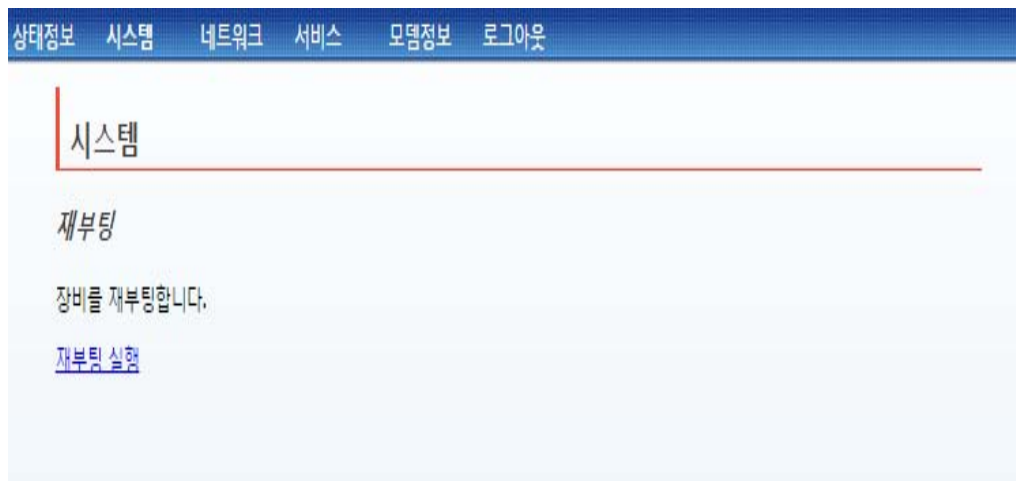 상태정보 시스템 네트워크 서비스 모뎀정보 로그아웃
시스템
재부팅
장비를 재부팅합니다.
재부팅 실행